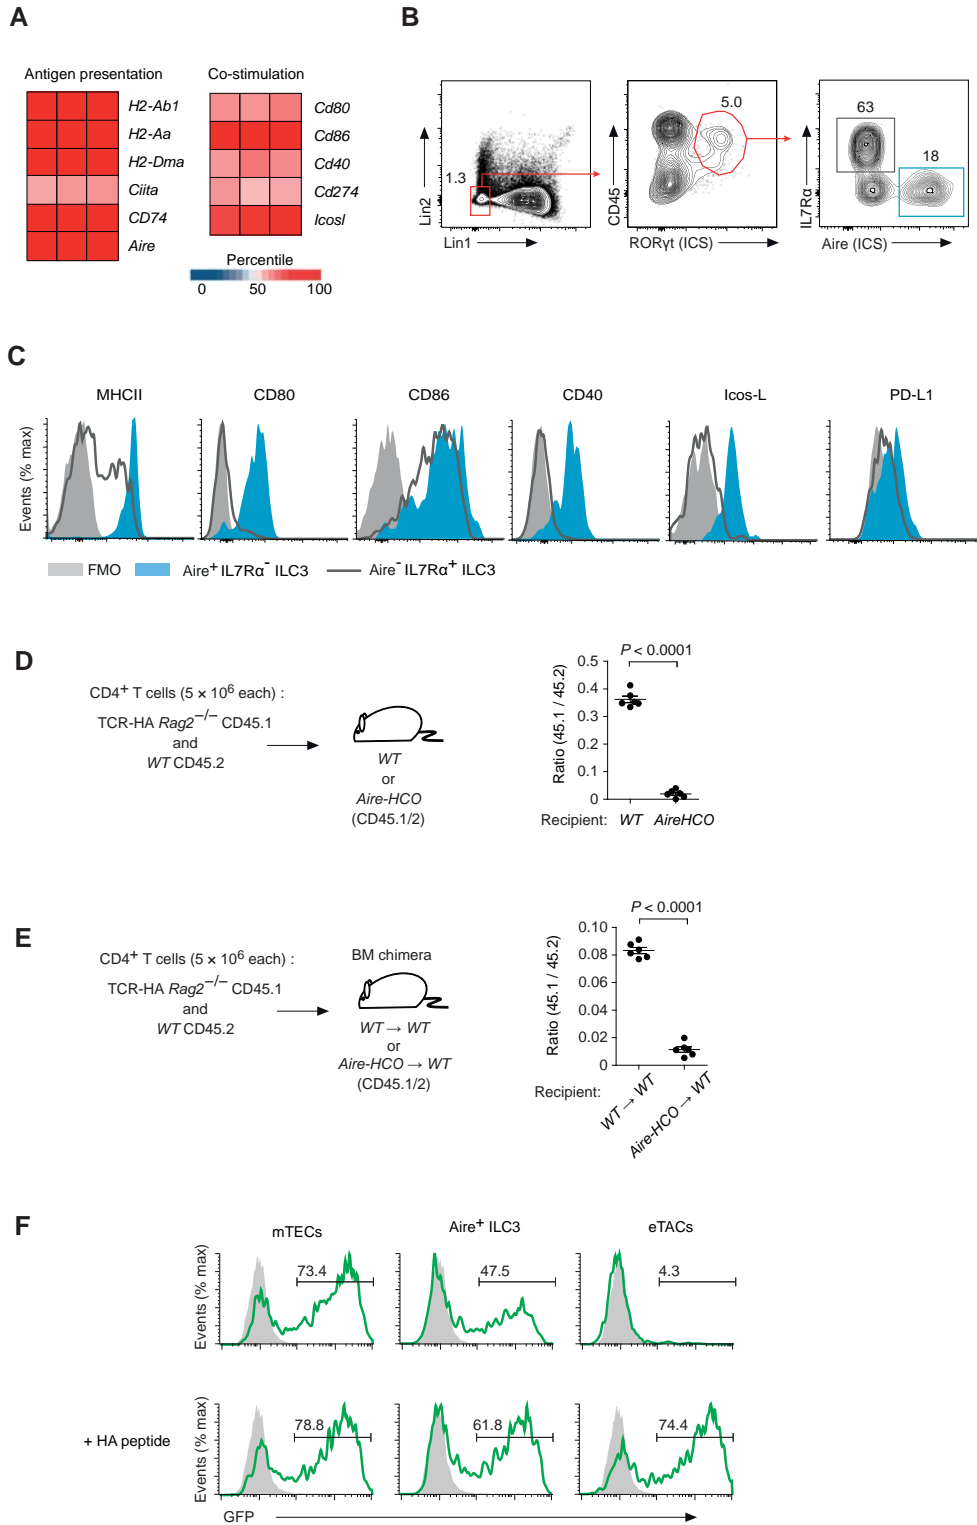 A
Antigen presentation
H2-Ab1
H2-Aa
H2-Dma
Ciita
CD74
Aire
Co-stimulation
Cd80
Cd86
Cd40
Cd274
Icosl
Percentile
0 50 100
B
1.3
Lin2
Lin1
5.0
CD45
RORγt (ICS)
63
18
IL7Rα
Aire (ICS)
C
MHCII CD80 CD86 CD40 Icos-L PD-L1
Events (% max)
FMO Aire⁺ IL7Rα⁻ ILC3 Aire⁻ IL7Rα⁺ ILC3
D
CD4⁺ T cells (5 × 10⁶ each) :
TCR-HA Rag2⁻/⁻ CD45.1
and
WT CD45.2
WT
or
Aire-HCO
(CD45.1/2)
P < 0.0001
Ratio (45.1 / 45.2)
0.5
0.4
0.3
0.2
0.1
0
Recipient: WT AireHCO
E
CD4⁺ T cells (5 × 10⁶ each) :
TCR-HA Rag2⁻/⁻ CD45.1
and
WT CD45.2
BM chimera
WT → WT
or
Aire-HCO → WT
(CD45.1/2)
P < 0.0001
Ratio (45.1 / 45.2)
0.10
0.08
0.06
0.04
0.02
0
Recipient:
WT → WT
Aire-HCO → WT
F
mTECs Aire⁺ ILC3 eTACs
Events (% max)
73.4 47.5 4.3
+ HA peptide
Events (% max)
78.8 61.8 74.4
GFP